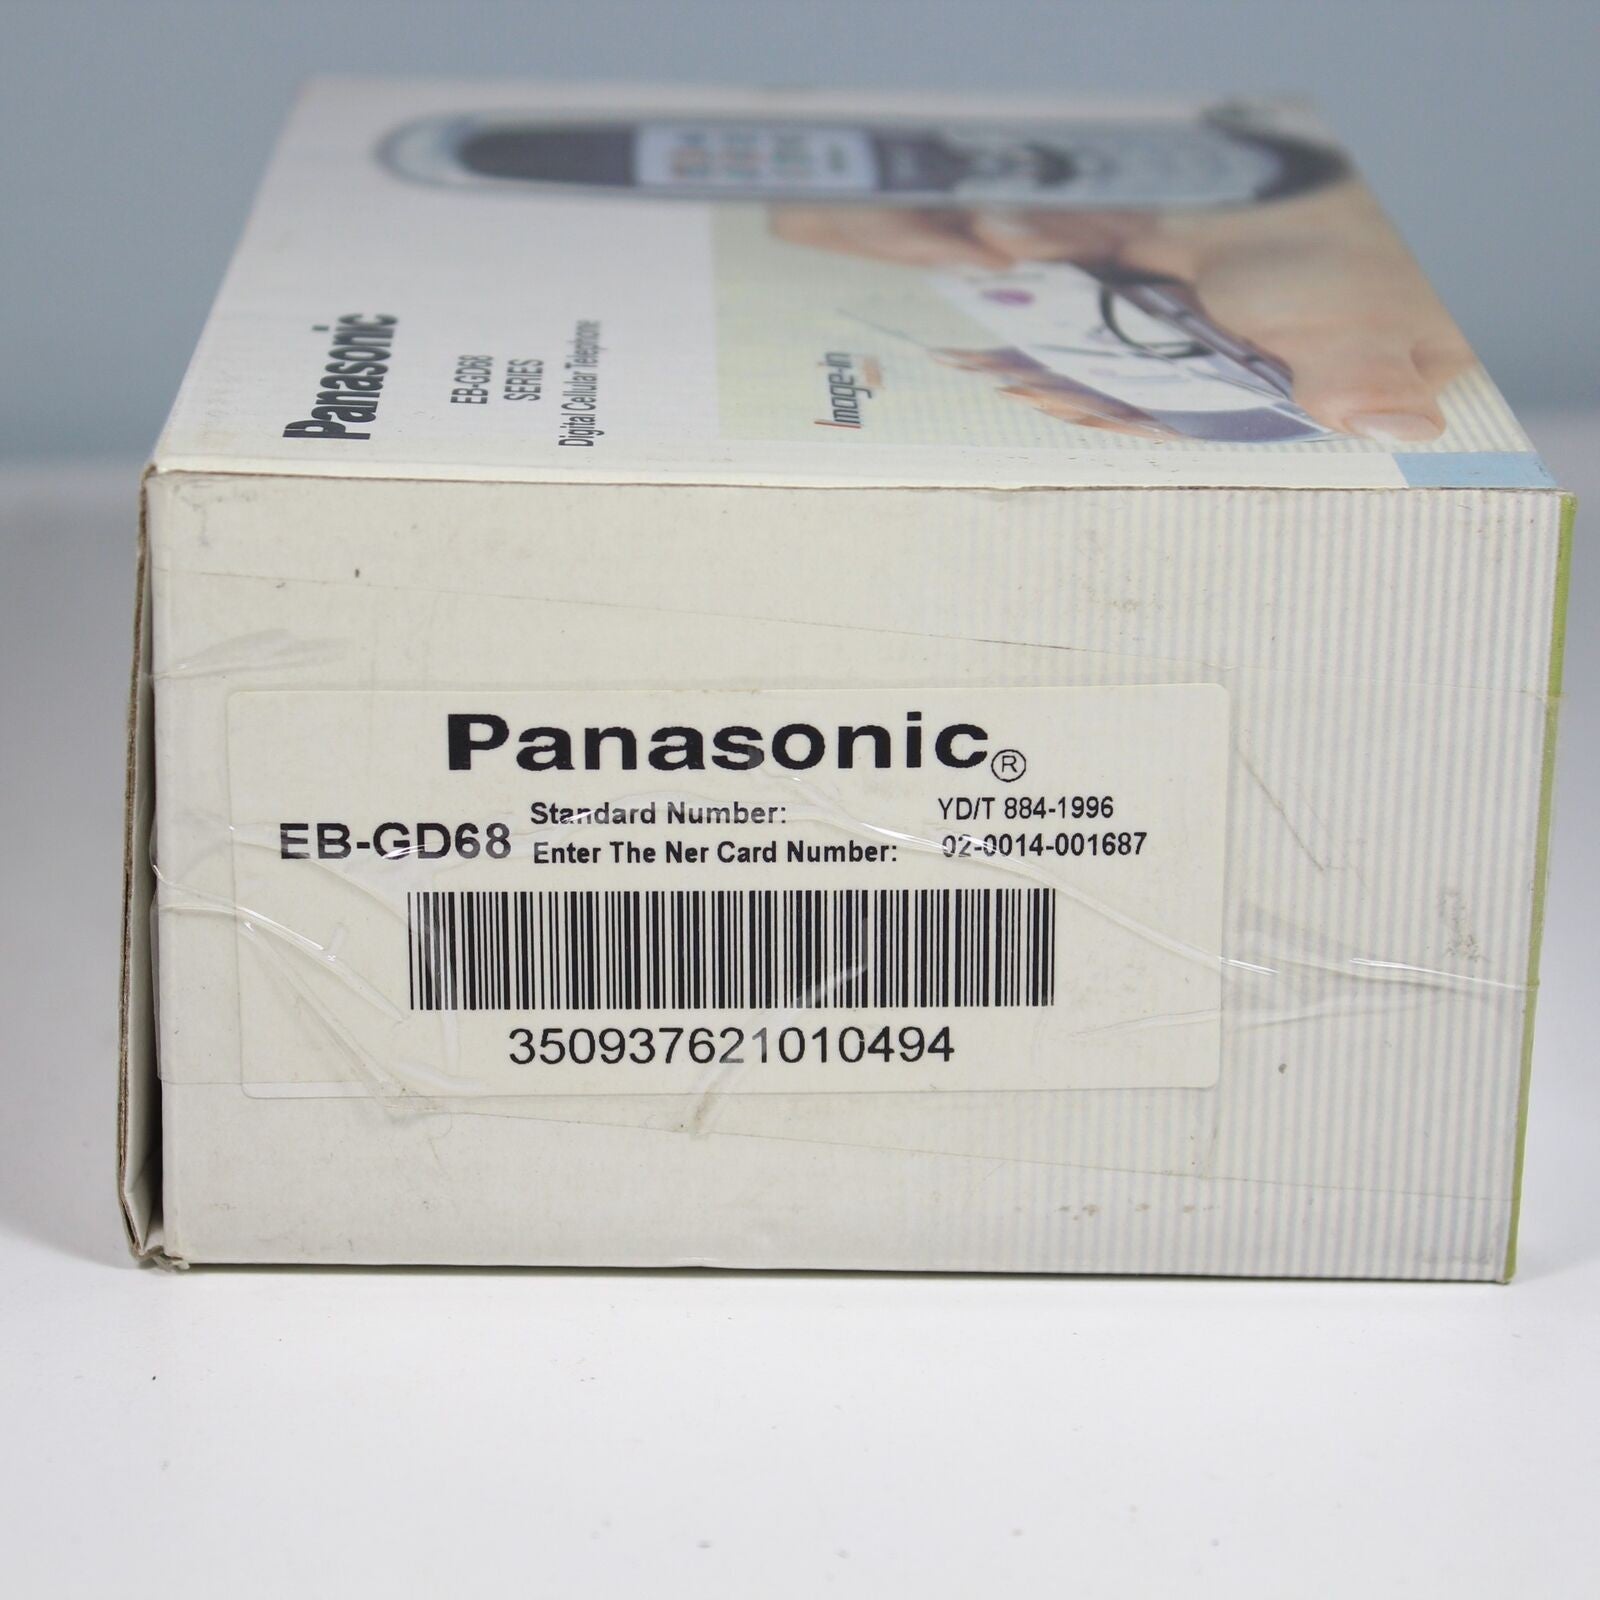 Panasonic
EB-GD68
SERIES
Digital Cellular Telephone
Image-in
Panasonic®
EB-GD68
Standard Number: YD/T 884-1996
Enter The Ner Card Number: 02-0014-001687
350937621010494